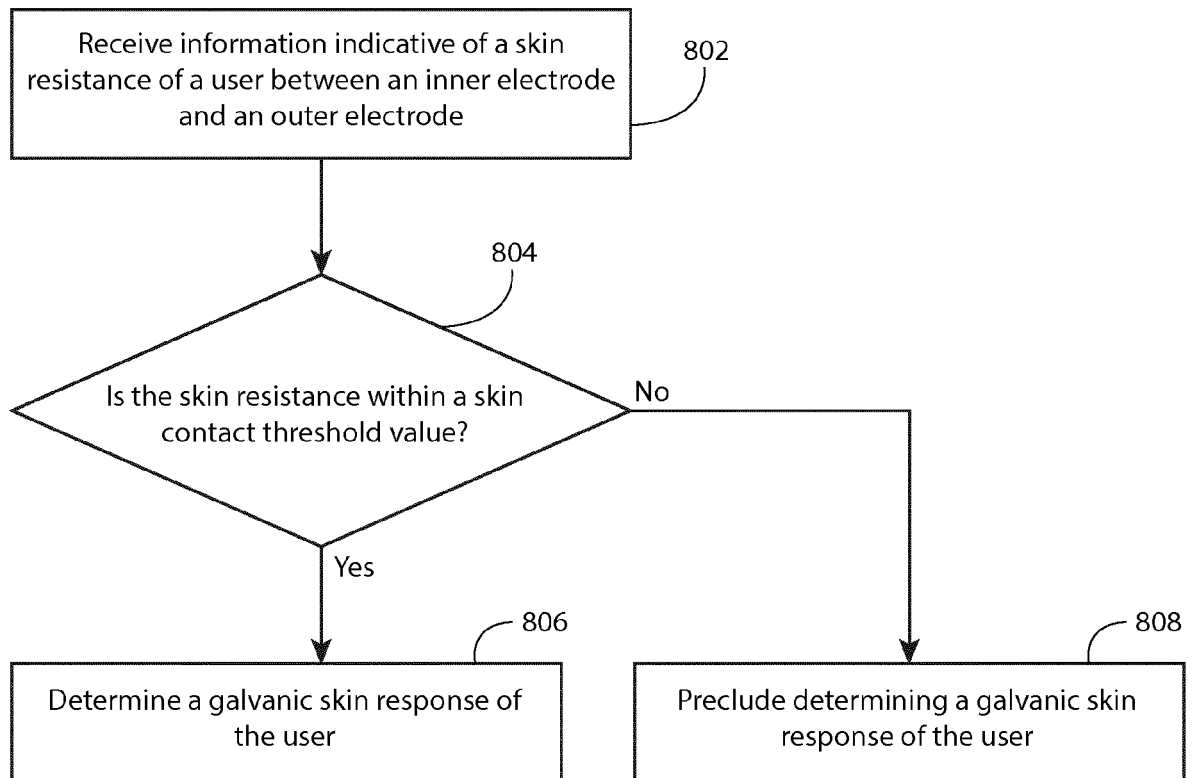 Receive information indicative of a skin
resistance of a user between an inner electrode
and an outer electrode
802
804
Is the skin resistance within a skin
contact threshold value?
No
Yes
806
Determine a galvanic skin response of
the user
808
Preclude determining a galvanic skin
response of the user